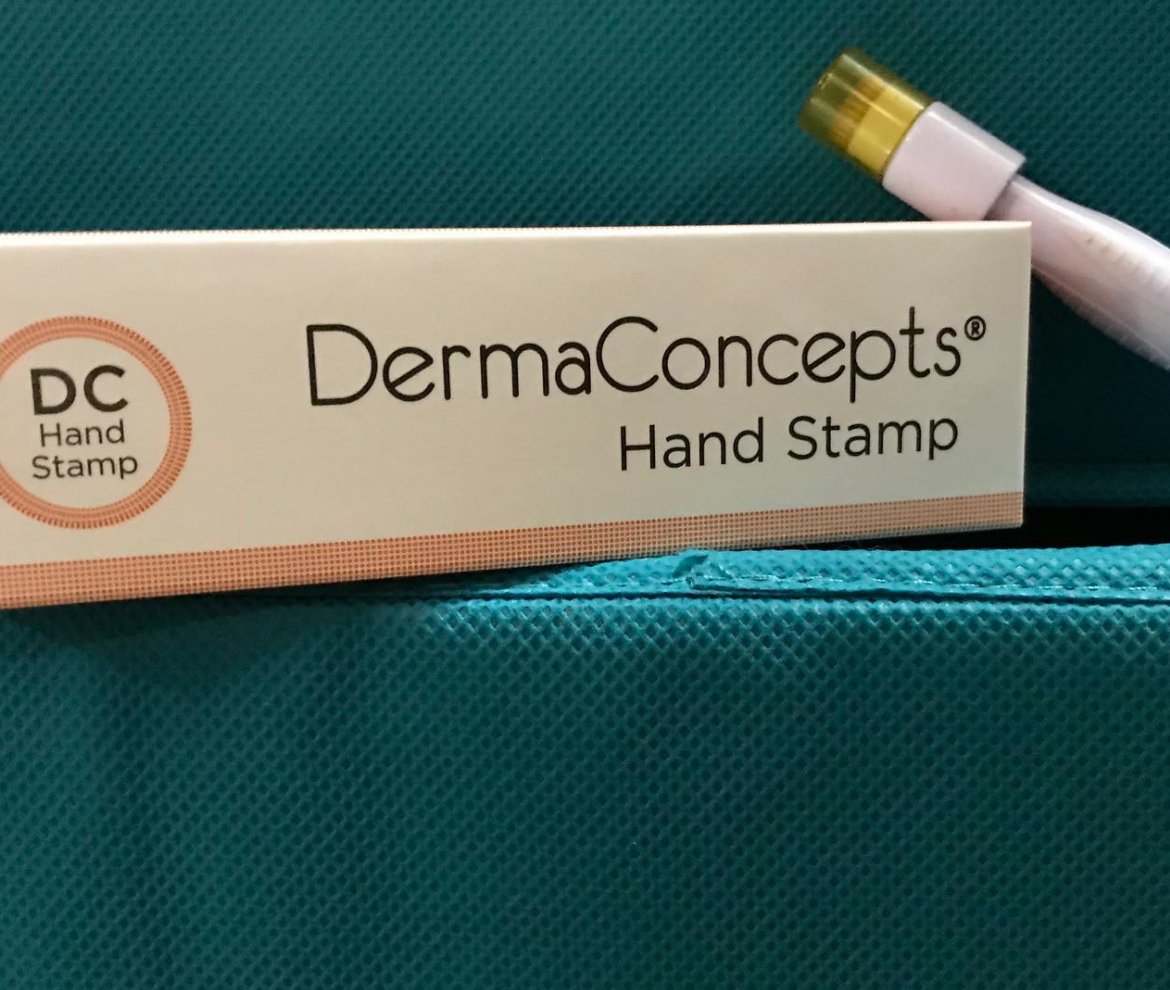 DC
Hand
Stamp
DermaConcepts®
Hand Stamp